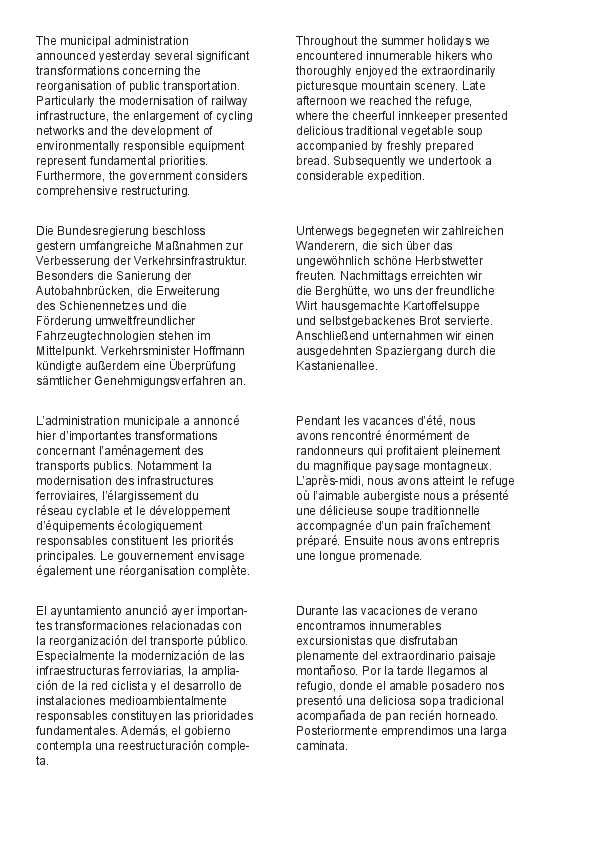 The municipal administration
announced yesterday several significant
transformations concerning the
reorganisation of public transportation.
Particularly the modernisation of railway
infrastructure, the enlargement of cycling
networks and the development of
environmentally responsible equipment
represent fundamental priorities.
Furthermore, the government considers
comprehensive restructuring.
Throughout the summer holidays we
encountered innumerable hikers who
thoroughly enjoyed the extraordinarily
picturesque mountain scenery. Late
afternoon we reached the refuge,
where the cheerful innkeeper presented
delicious traditional vegetable soup
accompanied by freshly prepared
bread. Subsequently we undertook a
considerable expedition.
Die Bundesregierung beschloss
gestern umfangreiche Maßnahmen zur
Verbesserung der Verkehrsinfrastruktur.
Besonders die Sanierung der
Autobahnbrücken, die Erweiterung
des Schienennetzes und die
Förderung umweltfreundlicher
Fahrzeugtechnologien stehen im
Mittelpunkt. Verkehrsminister Hoffmann
kündigte außerdem eine Überprüfung
sämtlicher Genehmigungsverfahren an.
Unterwegs begegneten wir zahlreichen
Wanderern, die sich über das
ungewöhnlich schöne Herbstwetter
freuten. Nachmittags erreichten wir
die Berghütte, wo uns der freundliche
Wirt hausgemachte Kartoffelsuppe
und selbstgebackenes Brot servierte.
Anschließend unternahmen wir einen
ausgedehnten Spaziergang durch die
Kastanienallee.
L'administration municipale a annoncé
hier d'importantes transformations
concernant l'aménagement des
transports publics. Notamment la
modernisation des infrastructures
ferroviaires, l'élargissement du
réseau cyclable et le développement
d'équipements écologiquement
responsables constituent les priorités
principales. Le gouvernement envisage
également une réorganisation complète.
Pendant les vacances d'été, nous
avons rencontré énormément de
randonneurs qui profitaient pleinement
du magnifique paysage montagneux.
L'après-midi, nous avons atteint le refuge
où l'aimable aubergiste nous a présenté
une délicieuse soupe traditionnelle
accompagnée d'un pain fraîchement
préparé. Ensuite nous avons entrepris
une longue promenade.
El ayuntamiento anunció ayer importan-
tes transformaciones relacionadas con
la reorganización del transporte público.
Especialmente la modernización de las
infraestructuras ferroviarias, la amplia-
ción de la red ciclista y el desarrollo de
instalaciones medioambientalmente
responsables constituyen las prioridades
fundamentales. Además, el gobierno
contempla una reestructuración comple-
ta.
Durante las vacaciones de verano
encontramos innumerables
excursionistas que disfrutaban
plenamente del extraordinario paisaje
montañoso. Por la tarde llegamos al
refugio, donde el amable posadero nos
presentó una deliciosa sopa tradicional
acompañada de pan recién horneado.
Posteriormente emprendimos una larga
caminata.